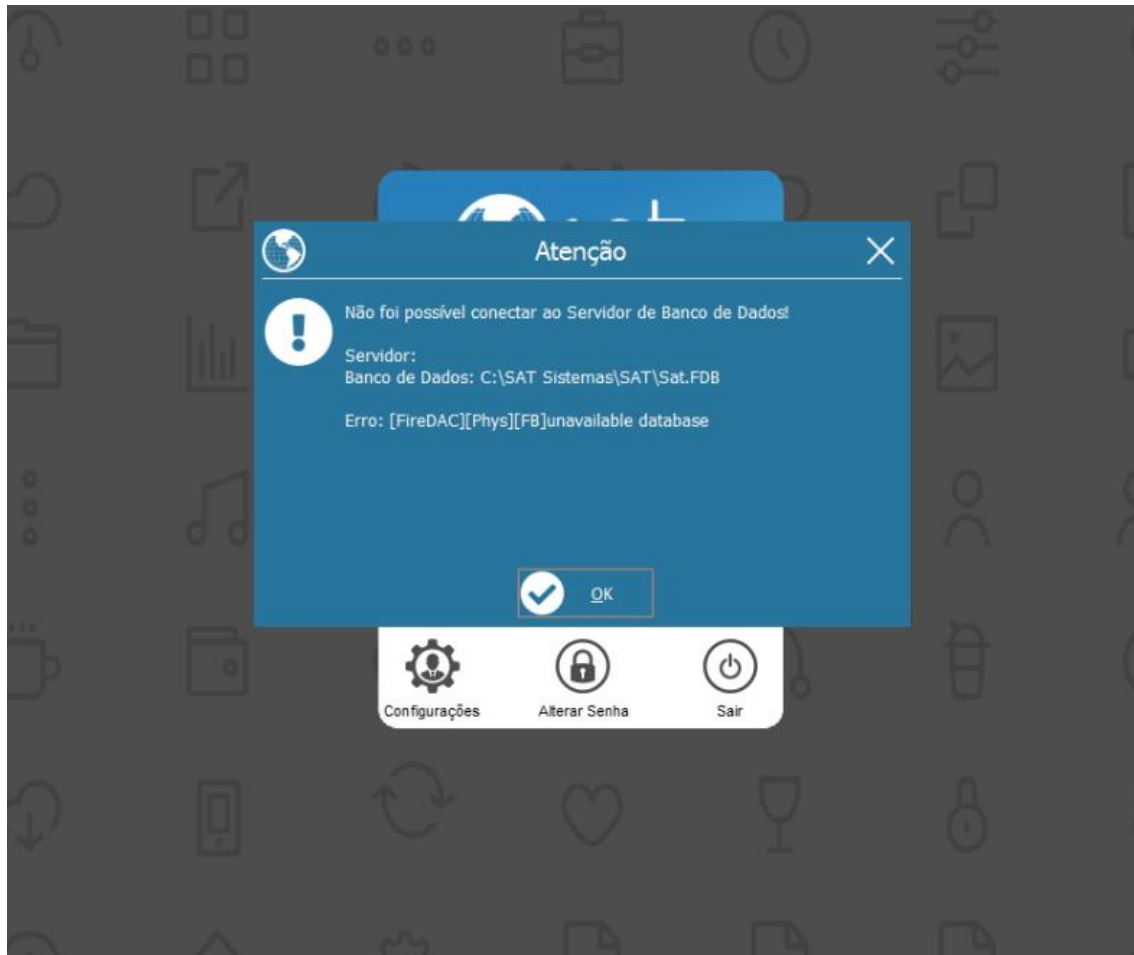 Atenção
Não foi possível conectar ao Servidor de Banco de Dados!
Servidor:
Banco de Dados: C:\SAT Sistemas\SAT\Sat.FDB
Erro: [FireDAC][Phys][FB]unavailable database
OK
Configurações
Alterar Senha
Sair